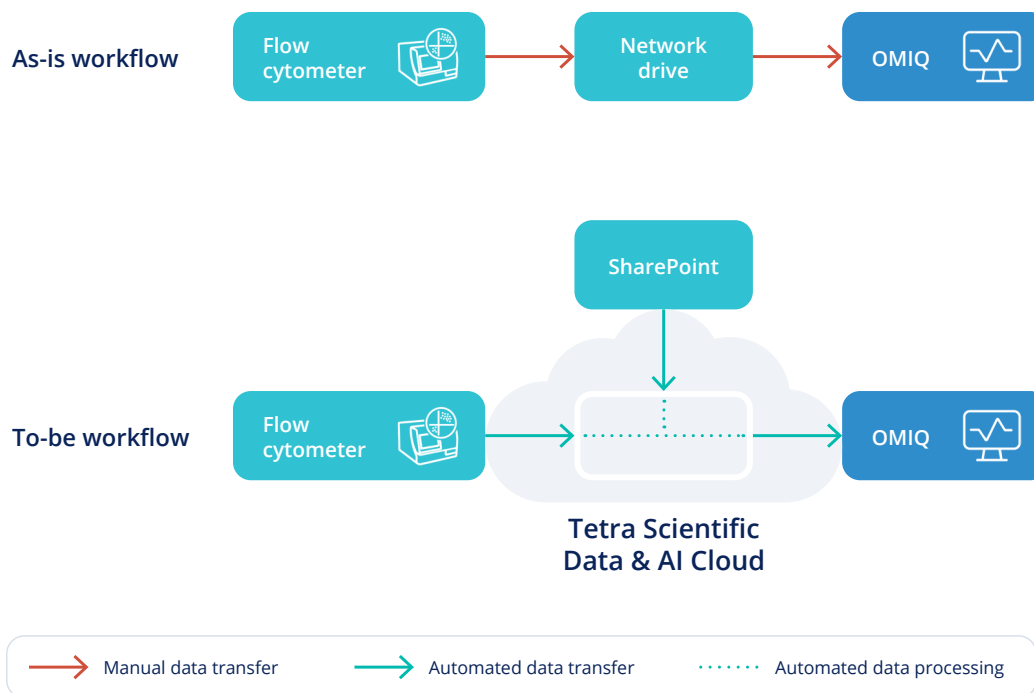 As-is workflow
Flow
cytometer
Network
drive
OMIQ
SharePoint
To-be workflow
Flow
cytometer
OMIQ
Tetra Scientific
Data & AI Cloud
Manual data transfer
Automated data transfer
Automated data processing